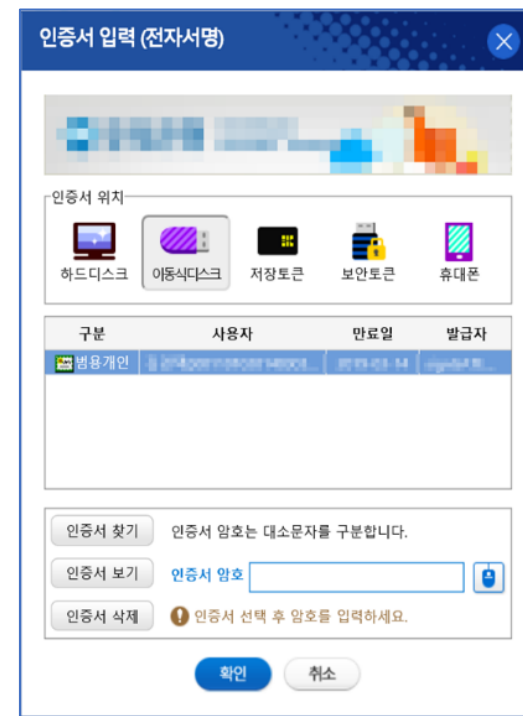 인증서 입력 (전자서명)
인증서 위치
하드디스크 이동식디스크 저장토큰 보안토큰 휴대폰
구분 사용자 만료일 발급자
범용개인
인증서 찾기 인증서 암호는 대소문자를 구분합니다.
인증서 보기 인증서 암호
인증서 삭제 인증서 선택 후 암호를 입력하세요.
확인 취소